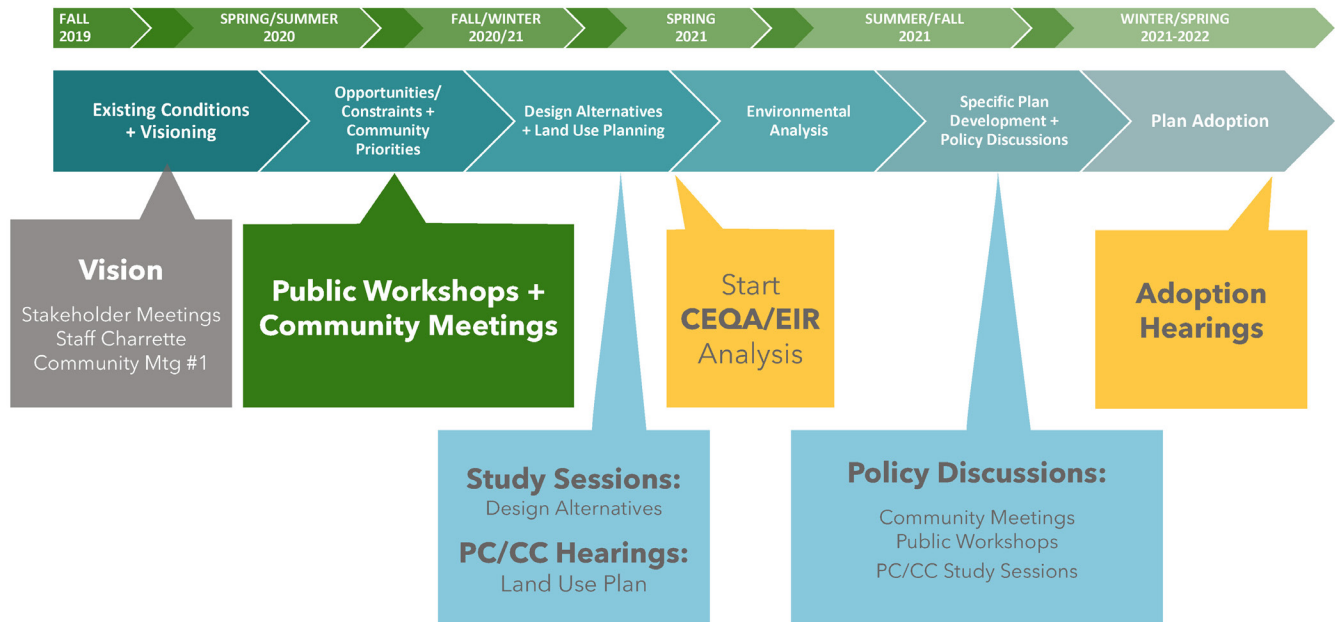 FALL
2019
SPRING/SUMMER
2020
FALL/WINTER
2020/21
SPRING
2021
SUMMER/FALL
2021
WINTER/SPRING
2021-2022
Existing Conditions
+ Visioning
Opportunities/
Constraints +
Community
Priorities
Design Alternatives
+ Land Use Planning
Environmental
Analysis
Specific Plan
Development +
Policy Discussions
Plan Adoption
Vision
Stakeholder Meetings
Staff Charrette
Community Mtg #1
Public Workshops +
Community Meetings
Start
CEQA/EIR
Analysis
Adoption
Hearings
Study Sessions:
Design Alternatives
PC/CC Hearings:
Land Use Plan
Policy Discussions:
Community Meetings
Public Workshops
PC/CC Study Sessions